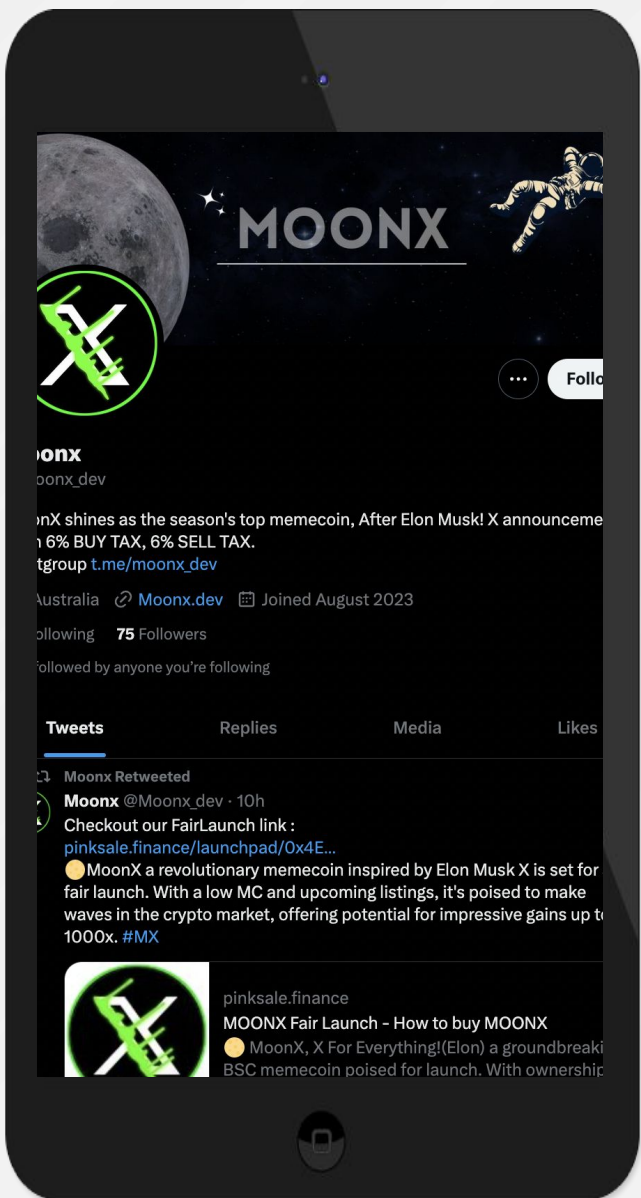 MOONX
Follo
oonx
oonx_dev
onX shines as the season's top memecoin, After Elon Musk! X announceme
6% BUY TAX, 6% SELL TAX.
tgroup t.me/moonx_dev
Australia Moonx.dev Joined August 2023
ollowing 75 Followers
followed by anyone you're following
Tweets Replies Media Likes
Moonx Retweeted
Moonx @Moonx_dev · 10h
Checkout our FairLaunch link :
pinksale.finance/launchpad/0x4E...
🌕MoonX a revolutionary memecoin inspired by Elon Musk X is set for
fair launch. With a low MC and upcoming listings, it's poised to make
waves in the crypto market, offering potential for impressive gains up to
1000x. #MX
pinksale.finance
MOONX Fair Launch - How to buy MOONX
🌕 MoonX, X For Everything!(Elon) a groundbreaki
BSC memecoin poised for launch. With ownership